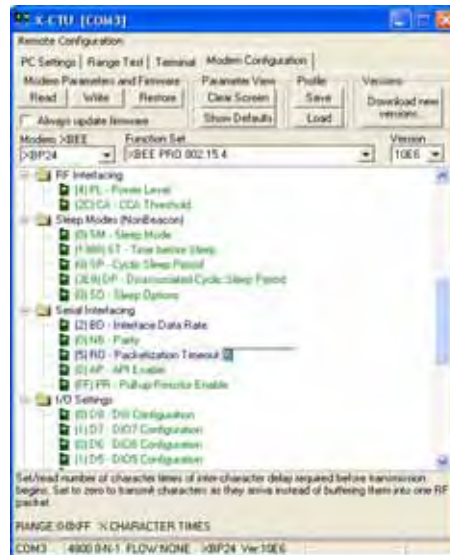 X-CTU [COM3]
Remote Configuration
PC Settings | Range Test | Terminal Modem Configuration
Modem Parameters and Firmware Parameter View Profile Versions
Read Write Restore Clear Screen Save Download new versions...
Always update firmware Show Defaults Load
Modem: XBEE Function Set Version
XBP24 XBEE PRO 802.15.4 10E6
RF Interfacing
(4) PL - Power Level
(2C) CA - CCA Threshold
Sleep Modes (NonBeacon)
(0) SM - Sleep Mode
(1388) ST - Time before Sleep
(0) SP - Cyclic Sleep Period
(3E8) DP - Disassociated Cyclic Sleep Period
(0) SO - Sleep Options
Serial Interfacing
(2) BD - Interface Data Rate
(0) NB - Parity
(5) RO - Packetization Timeout
(0) AP - API Enable
(FF) PR - Pull-up Resistor Enable
I/O Settings
(0) D8 - DI8 Configuration
(1) D7 - DIO7 Configuration
(0) D6 - DIO6 Configuration
(1) D5 - DIO5 Configuration
Set/read number of character times of inter-character delay required before transmission
begins. Set to zero to transmit characters as they arrive instead of buffering them into one RF
packet.
RANGE:0-0XFF X CHARACTER TIMES
COM3 4800 8-N-1 FLOW:NONE XBP24 Ver:10E6